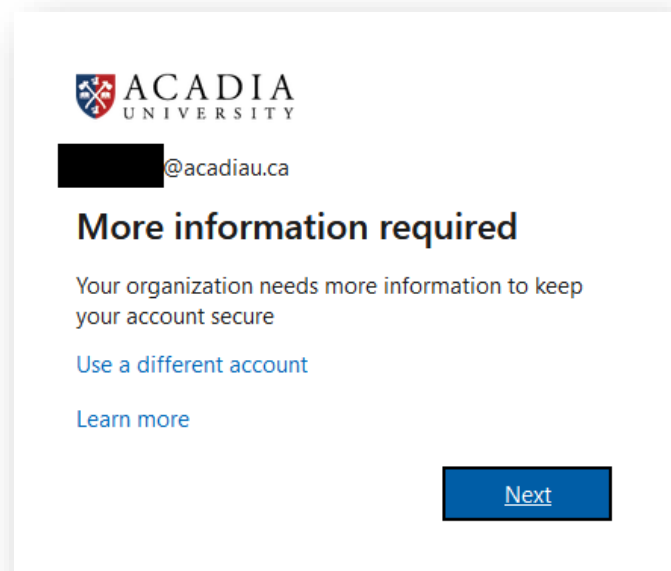 ACADIA
UNIVERSITY
@acadiau.ca
More information required
Your organization needs more information to keep
your account secure
Use a different account
Learn more
Next